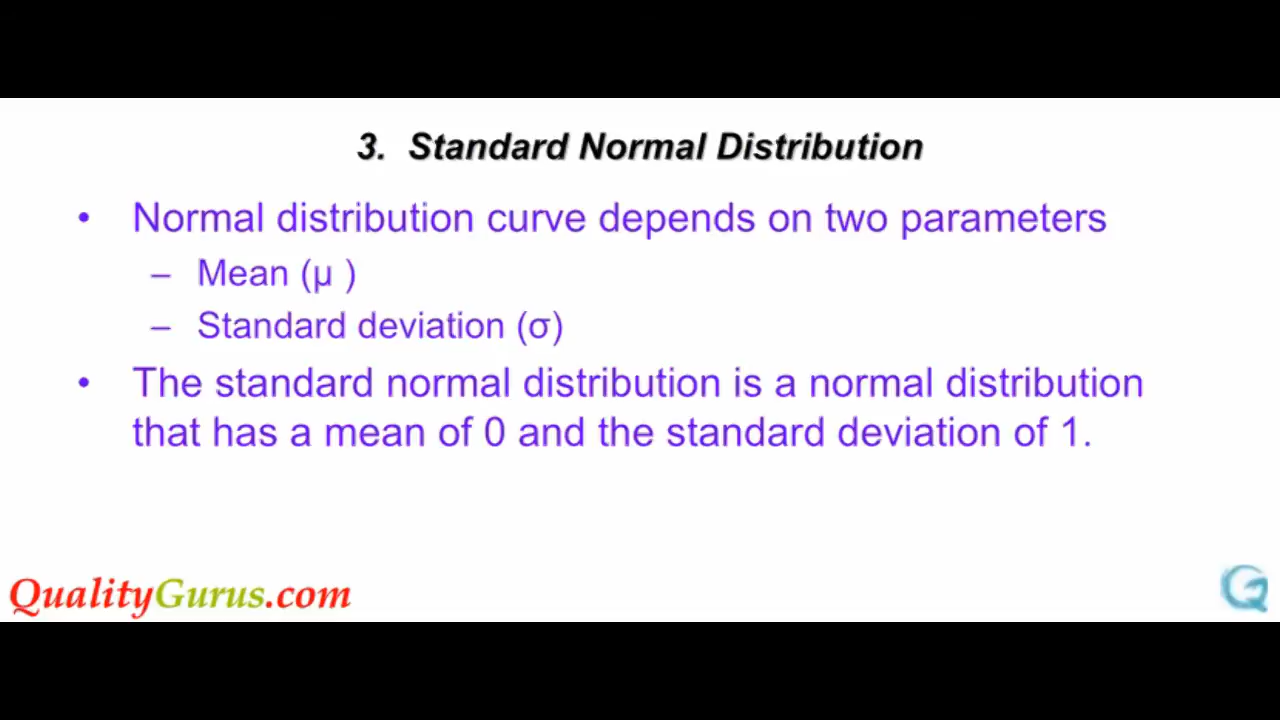 3. Standard Normal Distribution
• Normal distribution curve depends on two parameters
– Mean (μ )
– Standard deviation (σ)
• The standard normal distribution is a normal distribution
that has a mean of 0 and the standard deviation of 1.
QualityGurus.com